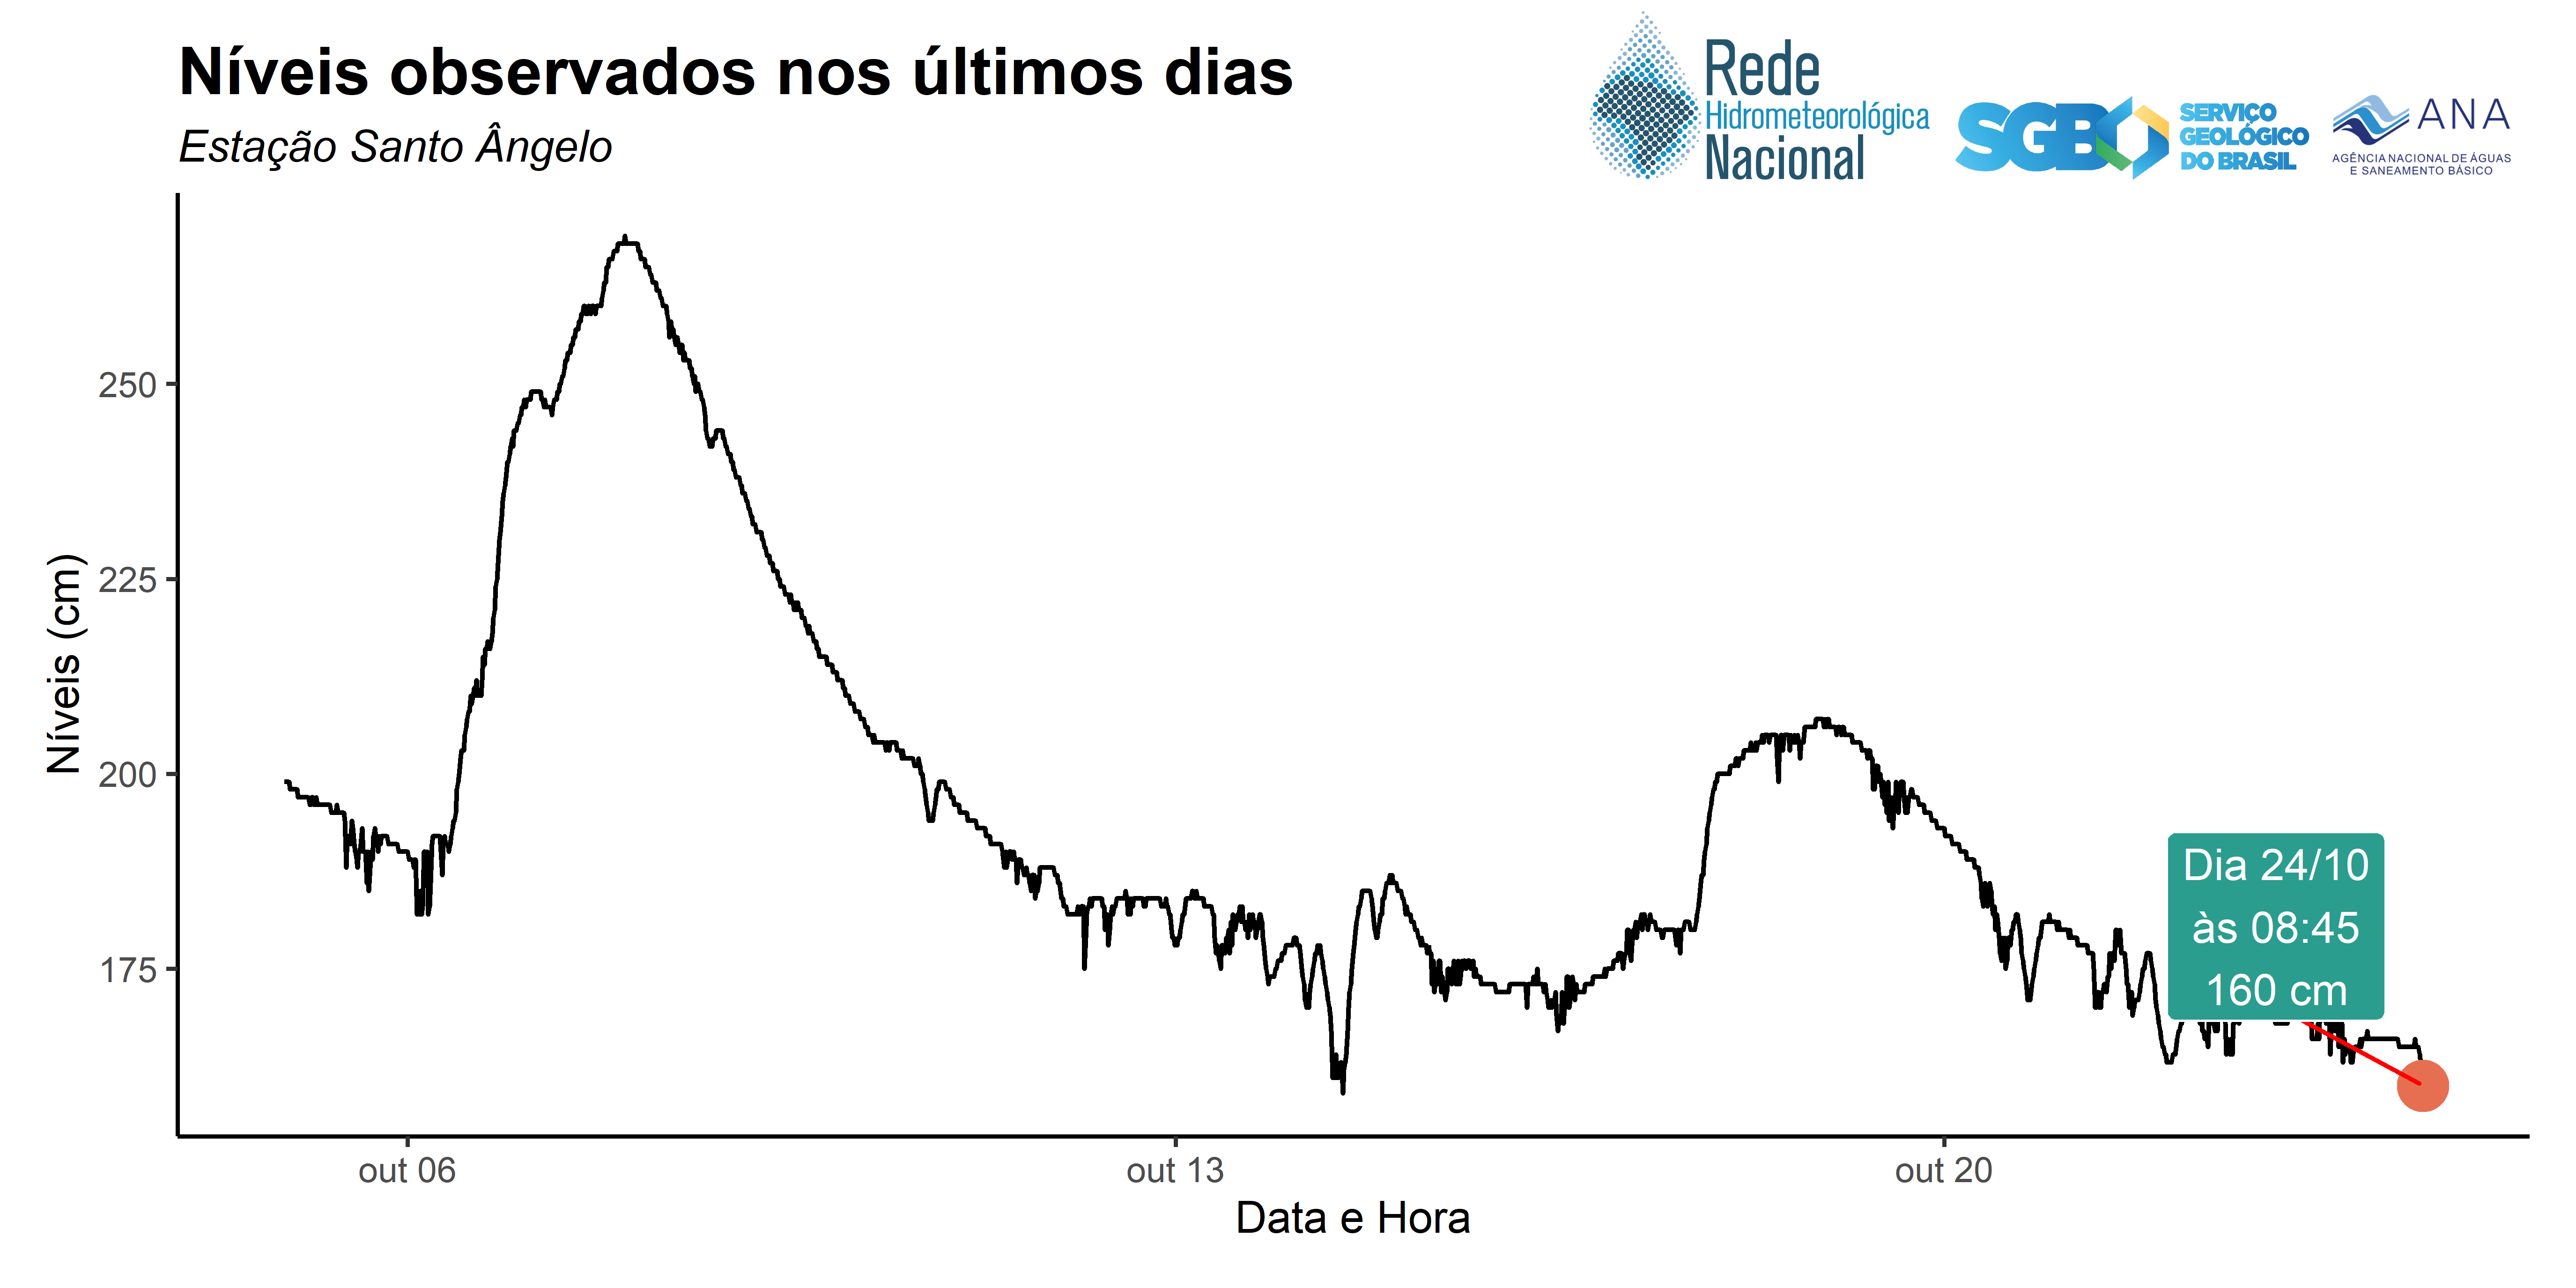 Níveis observados nos últimos dias
Estação Santo Ângelo
Rede
Hidrometeorológica
Nacional
SGB
SERVIÇO
GEOLÓGICO
DO BRASIL
ANA
AGÊNCIA NACIONAL DE ÁGUAS
E SANEAMENTO BÁSICO
Níveis (cm)
250
225
200
175
Dia 24/10
às 08:45
160 cm
out 06
out 13
out 20
Data e Hora